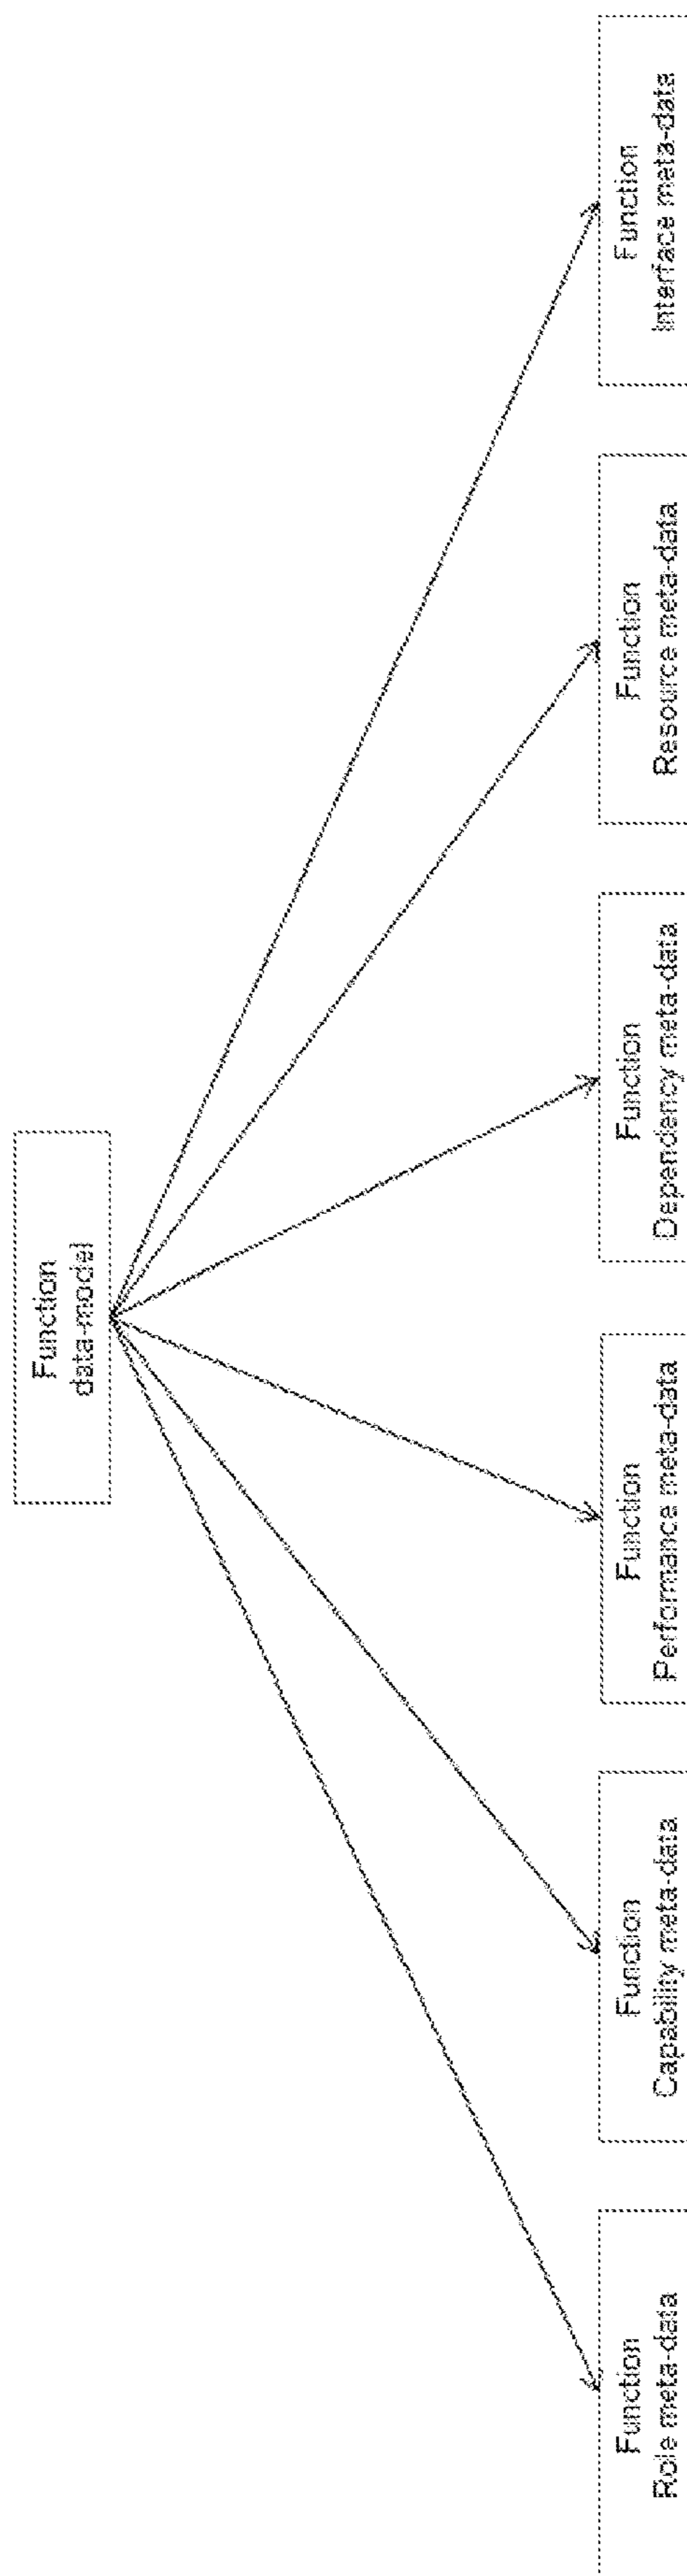 Function
data-model
Function
Role meta-data
Function
Capability meta-data
Function
Performance meta-data
Function
Dependency meta-data
Function
Resource meta-data
Function
Interface meta-data